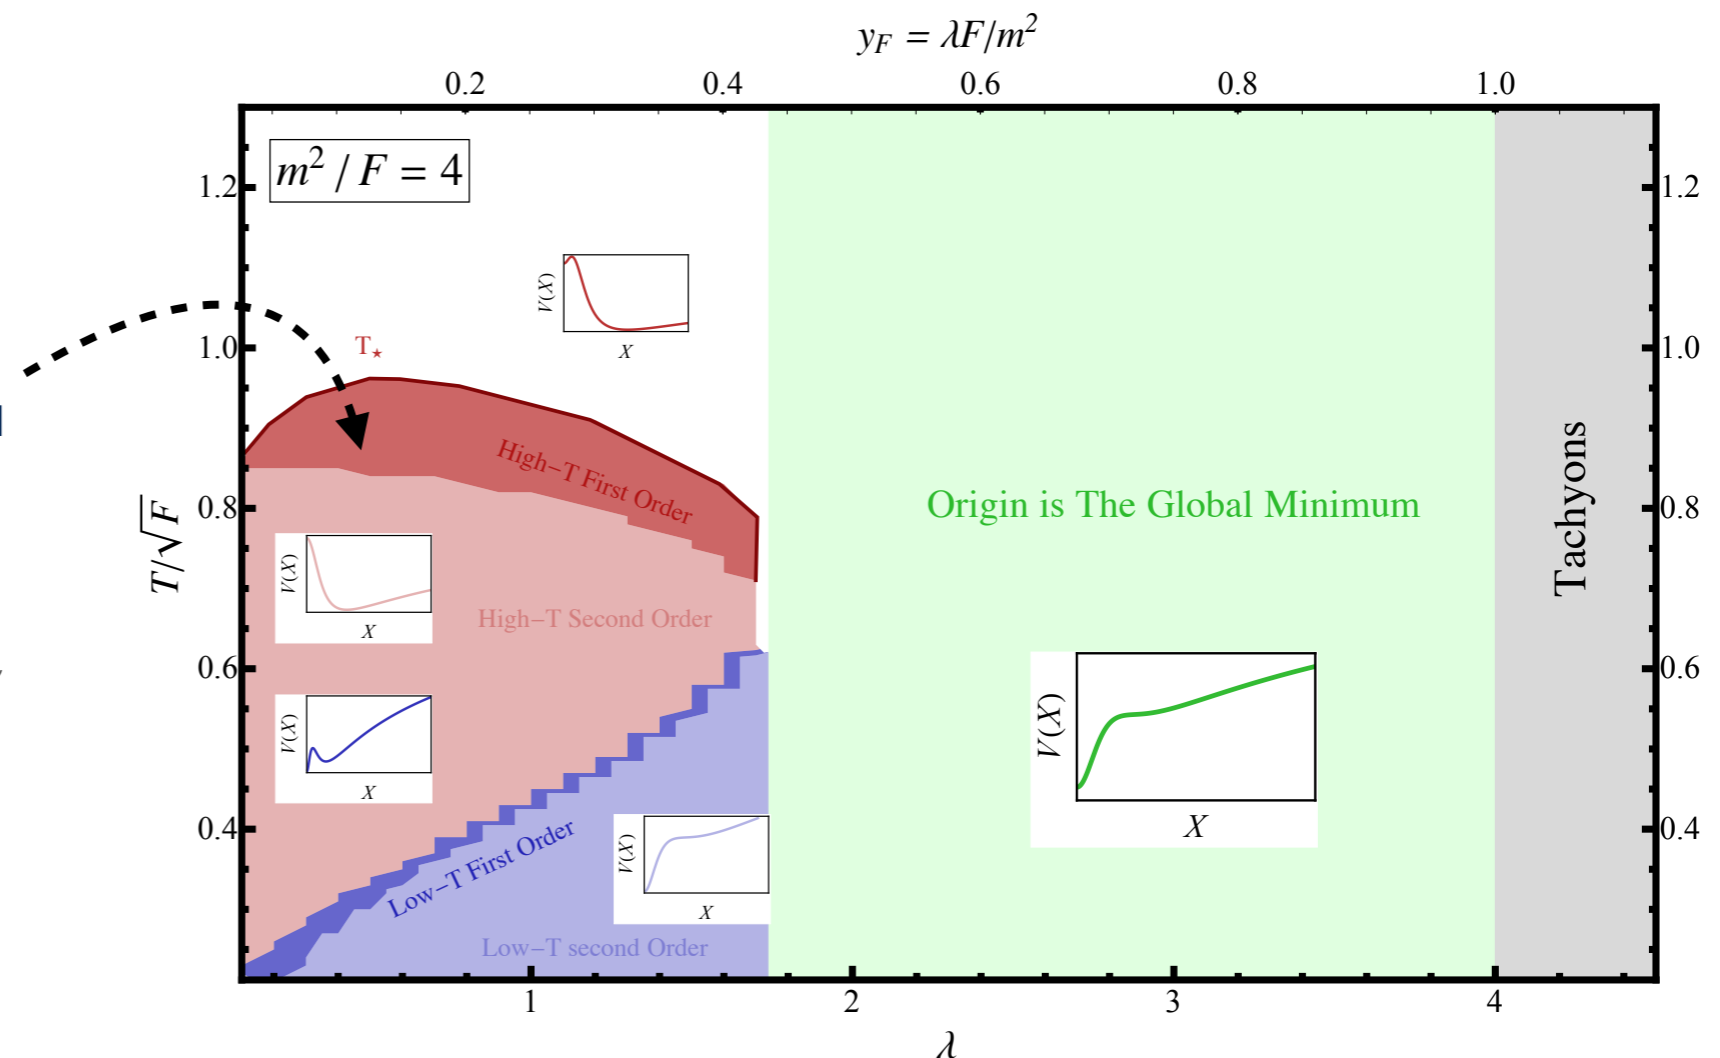 y_F = λF/m²
0.2 0.4 0.6 0.8 1.0
m² / F = 4
1.2 1.2
V(X)
X
1.0 1.0
T⋆
High–T First Order
Origin is The Global Minimum
Tachyons
0.8 0.8
T/√F
V(X)
X
High–T Second Order
0.6 0.6
V(X)
X
V(X)
X
V(X)
X
0.4 0.4
Low–T First Order
Low–T second Order
1 2 3 4
λ